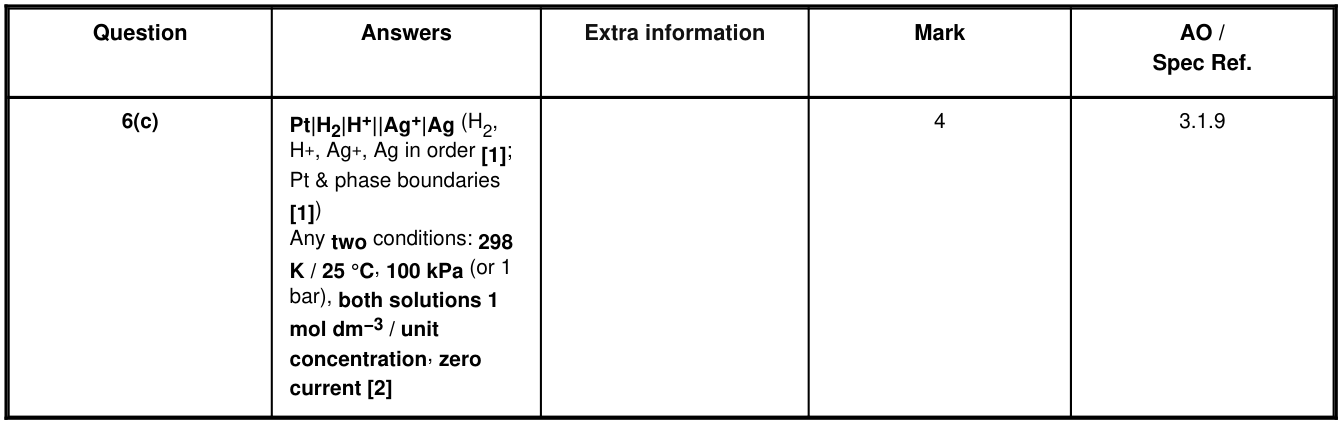 Question Answers Extra information Mark AO /
Spec Ref.
6(c) Pt|H2|H+||Ag+|Ag (H2, 4 3.1.9
H+, Ag+, Ag in order [1];
Pt & phase boundaries
[1])
Any two conditions: 298
K / 25 °C, 100 kPa (or 1
bar), both solutions 1
mol dm−3 / unit
concentration, zero
current [2]